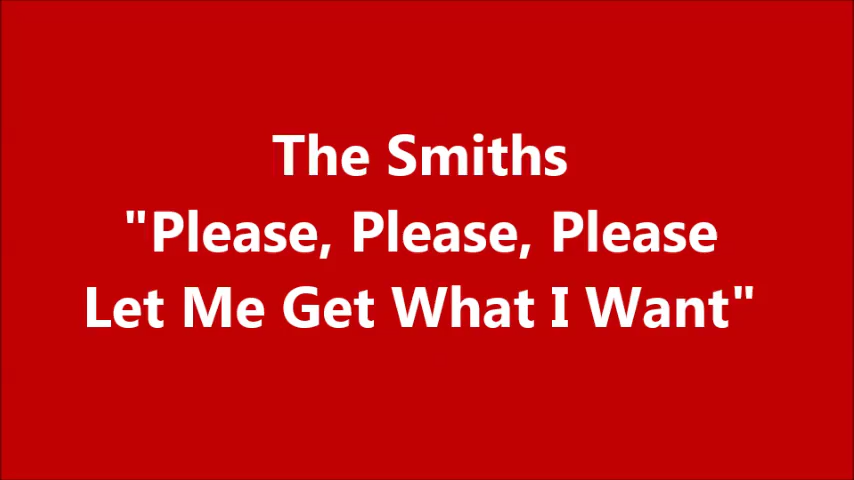 The Smiths
"Please, Please, Please
Let Me Get What I Want"